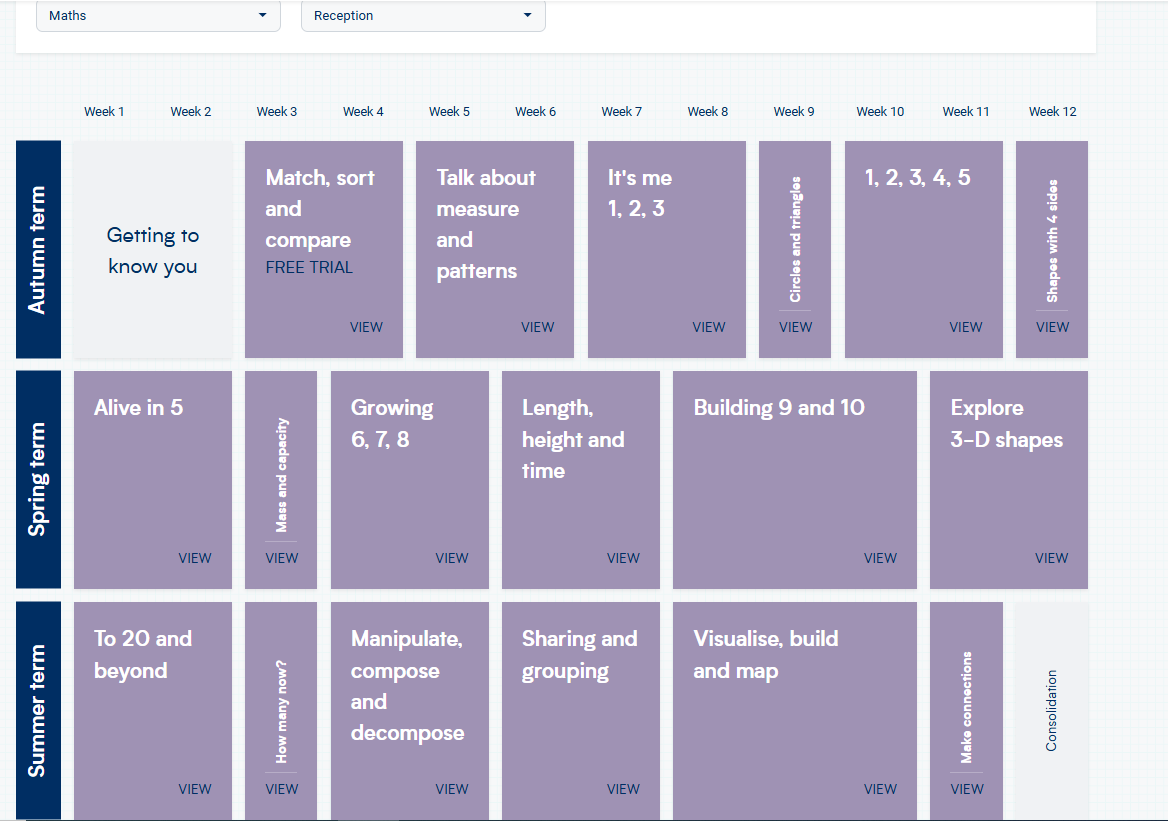 Maths
Reception
Week 1
Week 2
Week 3
Week 4
Week 5
Week 6
Week 7
Week 8
Week 9
Week 10
Week 11
Week 12
Autumn term
Getting to
know you
Match, sort
and
compare
FREE TRIAL
VIEW
Talk about
measure
and
patterns
VIEW
It's me
1, 2, 3
VIEW
Circles and triangles
VIEW
1, 2, 3, 4, 5
VIEW
Shapes with 4 sides
VIEW
Spring term
Alive in 5
VIEW
Mass and capacity
VIEW
Growing
6, 7, 8
VIEW
Length,
height and
time
VIEW
Building 9 and 10
VIEW
Explore
3-D shapes
VIEW
Summer term
To 20 and
beyond
VIEW
How many now?
VIEW
Manipulate,
compose
and
decompose
VIEW
Sharing and
grouping
VIEW
Visualise, build
and map
VIEW
Make connections
VIEW
Consolidation